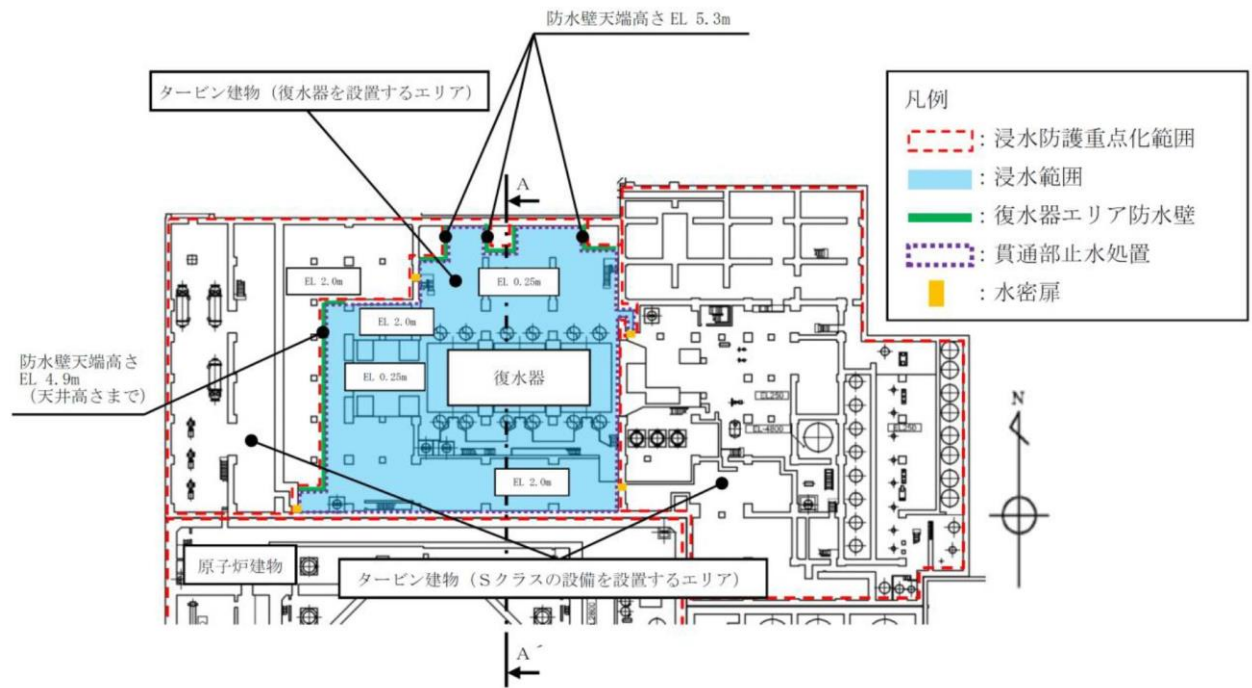 防水壁天端高さ EL 5.3m
タービン建物（復水器を設置するエリア）
凡例
：浸水防護重点化範囲
：浸水範囲
：復水器エリア防水壁
：貫通部止水処置
：水密扉
A
EL 2.0m
EL 0.25m
EL 2.0m
防水壁天端高さ
EL 4.9m
（天井高さまで）
EL 0.25m
復水器
EL250
EL-4800
EL250
N
EL 2.0m
原子炉建物
タービン建物（Sクラスの設備を設置するエリア）
A´